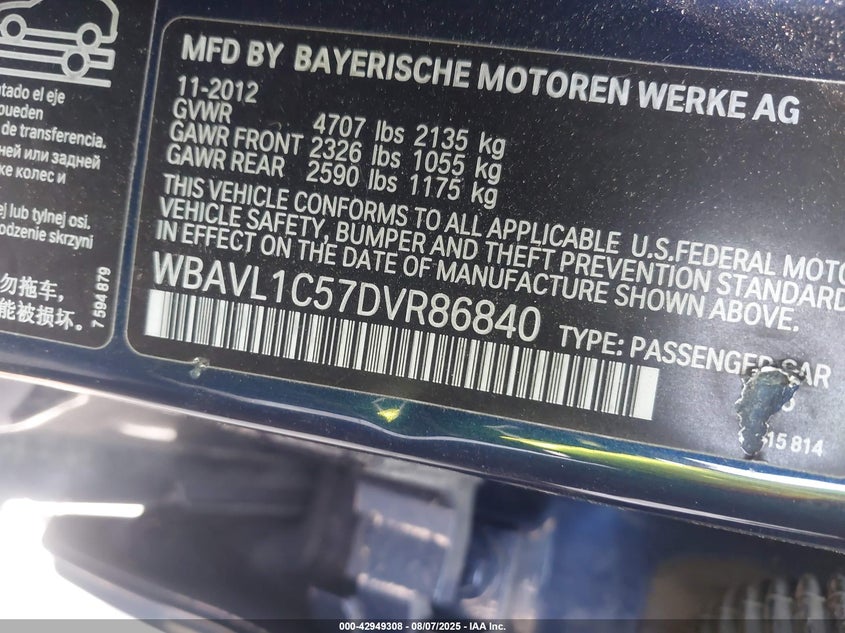 MFD BY BAYERISCHE MOTOREN WERKE AG
11-2012
GVWR 4707 lbs 2135 kg
GAWR FRONT 2326 lbs 1055 kg
GAWR REAR 2590 lbs 1175 kg
THIS VEHICLE CONFORMS TO ALL APPLICABLE U.S.FEDERAL MOTO
VEHICLE SAFETY, BUMPER AND THEFT PREVENTION STANDARD
IN EFFECT ON THE DATE OF MANUFACTURE SHOWN ABOVE.
WBAVL1C57DVR86840
TYPE: PASSENGER CAR
15 814
ntado el eje
pueden
de transferencia.
ней или задней
ке колес и
ej lub tylnej osi.
odzenie skrzyni
勿拖车,
能被损坏.
7 594 879
000-42949308 - 08/07/2025 - IAA Inc.